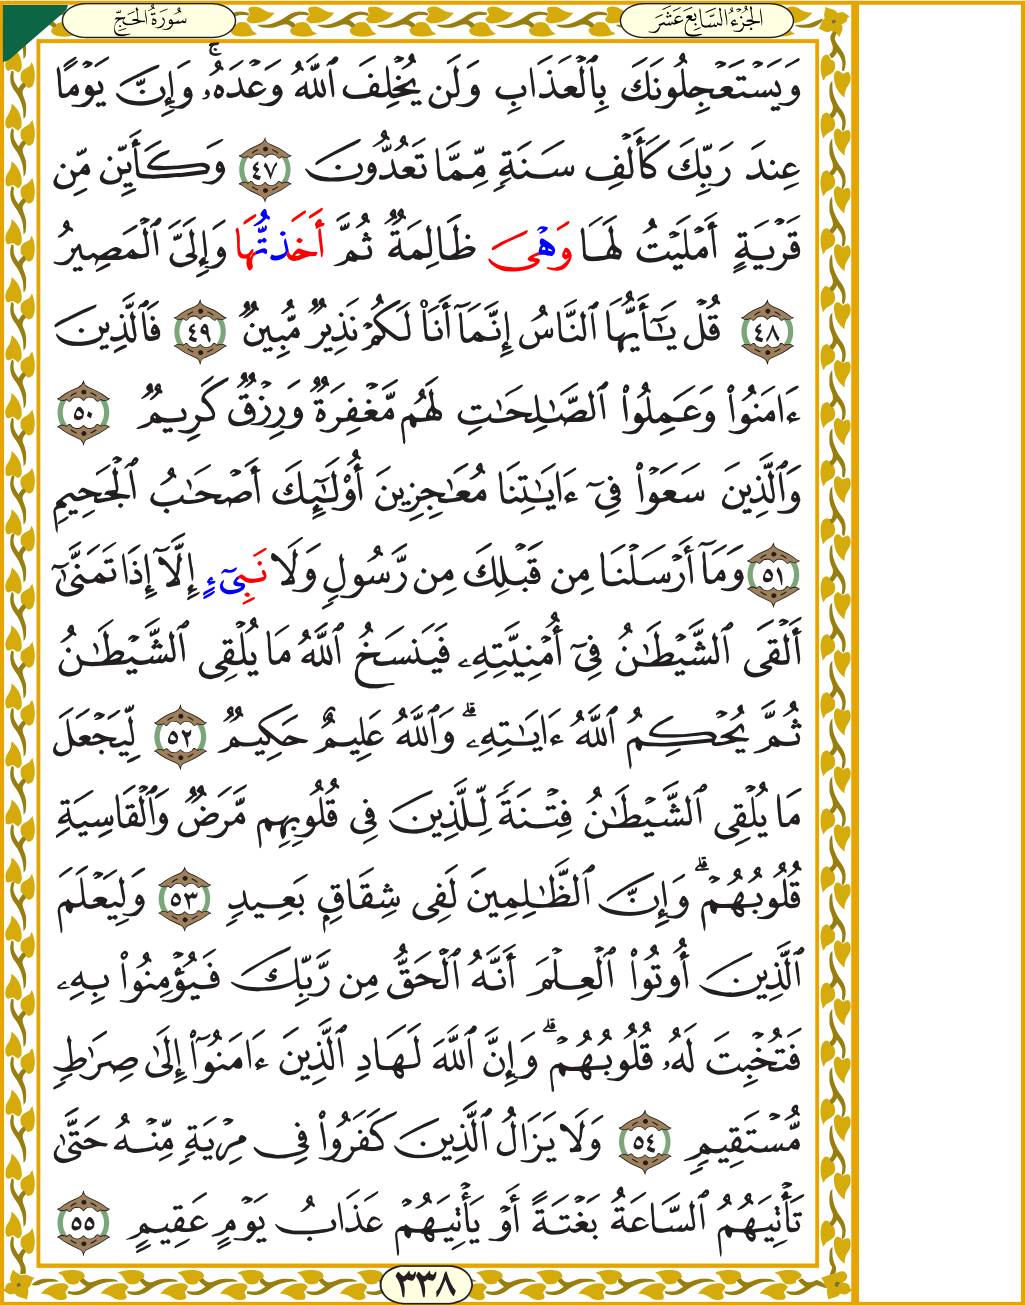 الجُزْءُ السَّابِعَ عَشَرَ
سُورَةُ الحَجِّ
وَيَسْتَعْجِلُونَكَ بِٱلْعَذَابِ وَلَن يُخْلِفَ ٱللَّهُ وَعْدَهُۥۚ وَإِنَّ يَوْمًا
عِندَ رَبِّكَ كَأَلْفِ سَنَةٖ مِّمَّا تَعُدُّونَ ٤٧ وَكَأَيِّن مِّن
قَرْيَةٍ أَمْلَيْتُ لَهَا وَهْيَ ظَالِمَةٞ ثُمَّ أَخَذتُّهَا وَإِلَيَّ ٱلْمَصِيرُ
٤٨ قُلْ يَٰٓأَيُّهَا ٱلنَّاسُ إِنَّمَآ أَنَا۠ لَكُمْ نَذِيرٞ مُّبِينٞ ٤٩ فَٱلَّذِينَ
ءَامَنُوا۟ وَعَمِلُوا۟ ٱلصَّٰلِحَٰتِ لَهُم مَّغْفِرَةٞ وَرِزْقٞ كَرِيمٞ ٥٠
وَٱلَّذِينَ سَعَوْا۟ فِيٓ ءَايَٰتِنَا مُعَٰجِزِينَ أُو۟لَٰٓئِكَ أَصْحَٰبُ ٱلْجَحِيمِ
٥١ وَمَآ أَرْسَلْنَا مِن قَبْلِكَ مِن رَّسُولٖ وَلَا نَبِيٓءٍ إِلَّآ إِذَا تَمَنَّىٰٓ
أَلْقَى ٱلشَّيْطَٰنُ فِيٓ أُمْنِيَّتِهِۦ فَيَنسَخُ ٱللَّهُ مَا يُلْقِي ٱلشَّيْطَٰنُ
ثُمَّ يُحْكِمُ ٱللَّهُ ءَايَٰتِهِۦۗ وَٱللَّهُ عَلِيمٌ حَكِيمٞ ٥٢ لِّيَجْعَلَ
مَا يُلْقِي ٱلشَّيْطَٰنُ فِتْنَةٗ لِّلَّذِينَ فِي قُلُوبِهِم مَّرَضٞ وَٱلْقَاسِيَةِ
قُلُوبُهُمْۗ وَإِنَّ ٱلظَّٰلِمِينَ لَفِي شِقَاقِۭ بَعِيدٖ ٥٣ وَلِيَعْلَمَ
ٱلَّذِينَ أُوتُوا۟ ٱلْعِلْمَ أَنَّهُ ٱلْحَقُّ مِن رَّبِّكَ فَيُؤْمِنُوا۟ بِهِۦ
فَتُخْبِتَ لَهُۥ قُلُوبُهُمْۗ وَإِنَّ ٱللَّهَ لَهَادِ ٱلَّذِينَ ءَامَنُوٓا۟ إِلَىٰ صِرَٰطٖ
مُّسْتَقِيمٖ ٥٤ وَلَا يَزَالُ ٱلَّذِينَ كَفَرُوا۟ فِي مِرْيَةٖ مِّنْهُ حَتَّىٰ
تَأْتِيَهُمُ ٱلسَّاعَةُ بَغْتَةً أَوْ يَأْتِيَهُمْ عَذَابُ يَوْمٍ عَقِيمٍ ٥٥
٣٣٨